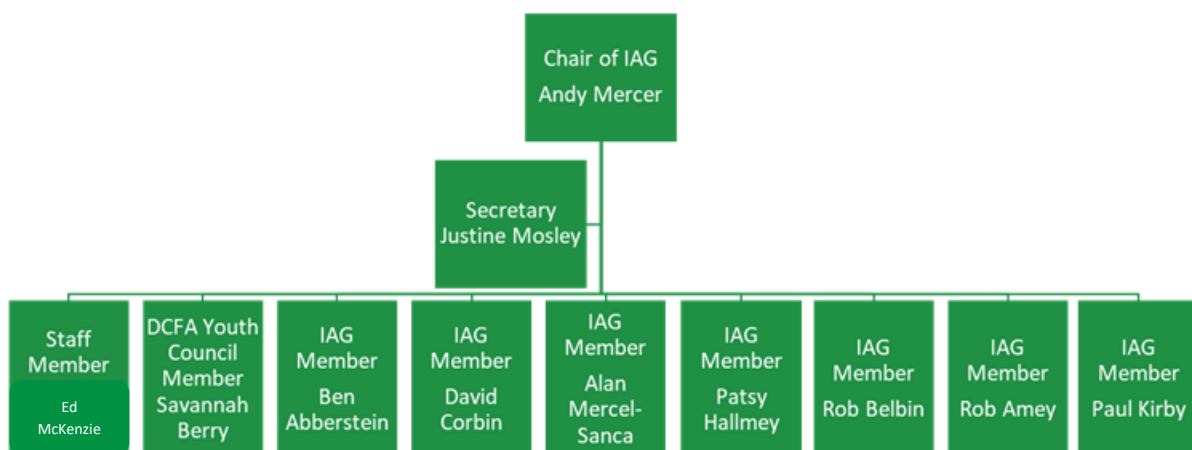 Chair of IAG
Andy Mercer
Secretary
Justine Mosley
Staff
Member
Ed
McKenzie
DCFA Youth
Council
Member
Savannah
Berry
IAG
Member
Ben
Abberstein
IAG
Member
David
Corbin
IAG
Member
Alan
Mercel-
Sanca
IAG
Member
Patsy
Hallmey
IAG
Member
Rob Belbin
IAG
Member
Rob Amey
IAG
Member
Paul Kirby